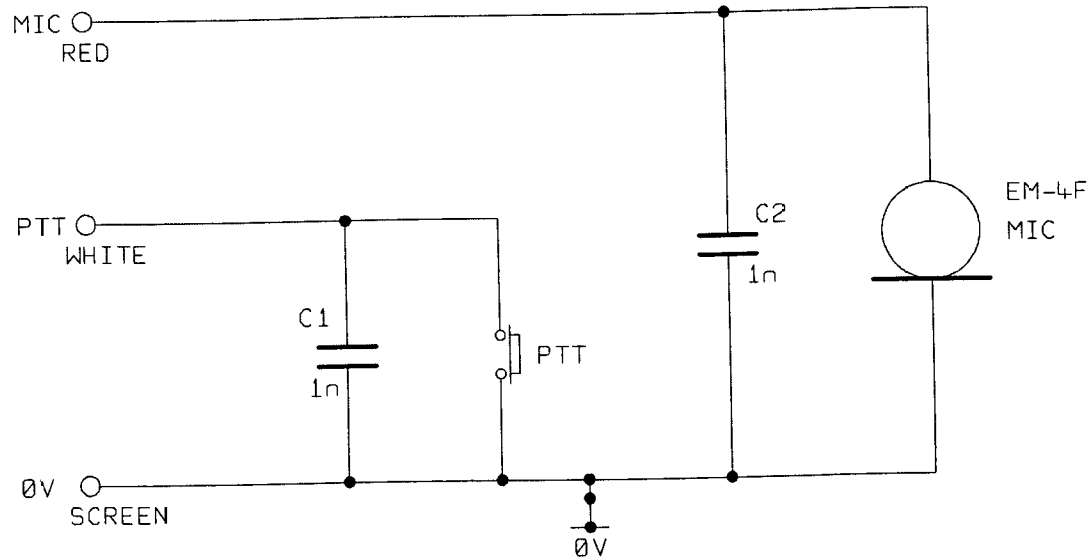 MIC
RED
EM-4F
MIC
PTT
WHITE
C2
1n
C1
1n
PTT
0V
SCREEN
0V